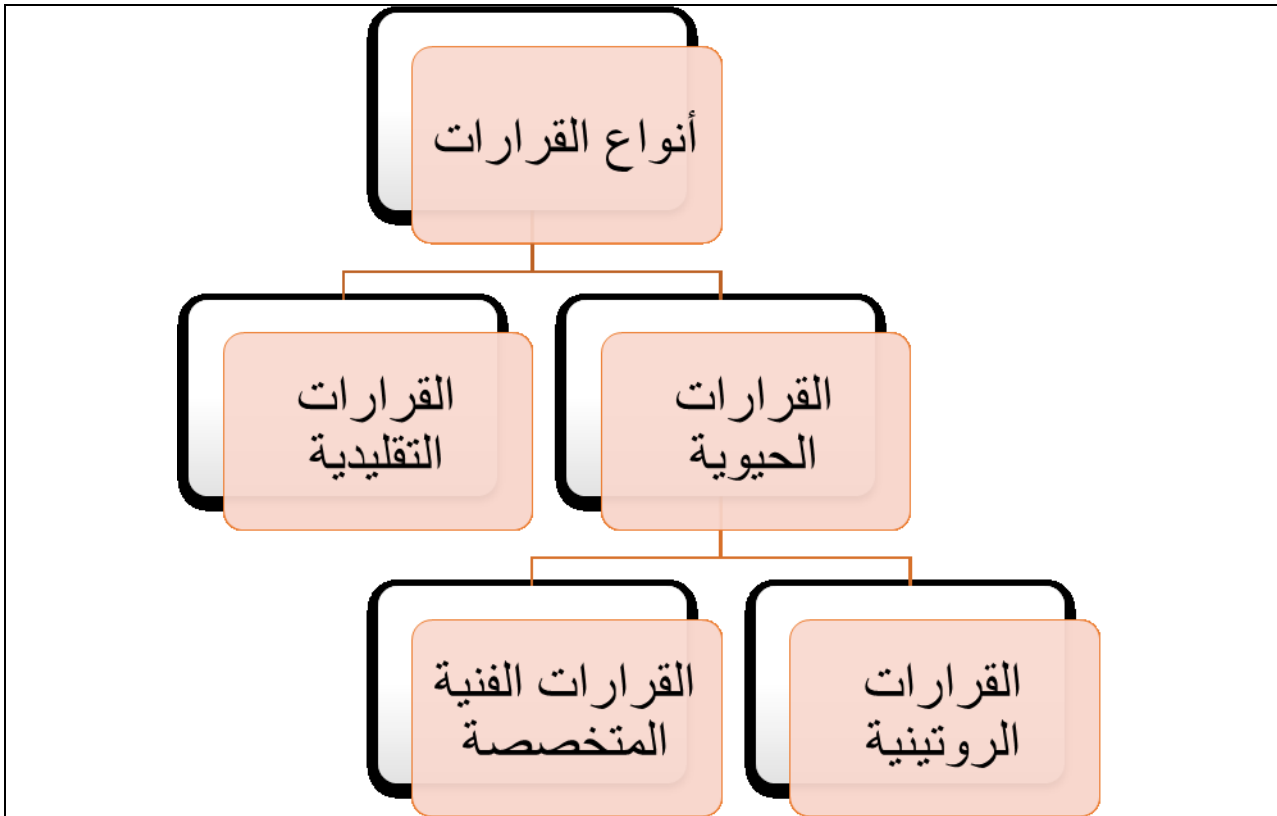 أنواع القرارات
القرارات
الحيوية
القرارات
التقليدية
القرارات
الروتينية
القرارات الفنية
المتخصصة